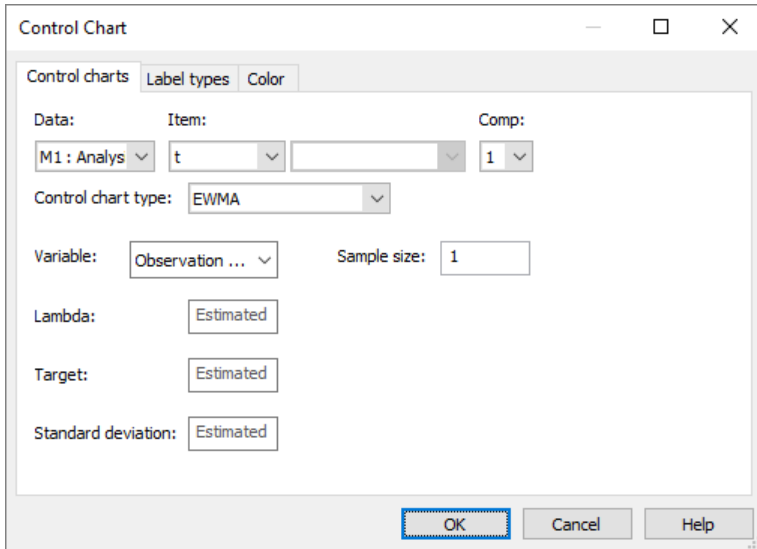 Control Chart
Control charts Label types Color
Data: Item: Comp:
M1 : Analys t 1
Control chart type: EWMA
Variable: Observation ... Sample size: 1
Lambda: Estimated
Target: Estimated
Standard deviation: Estimated
OK Cancel Help